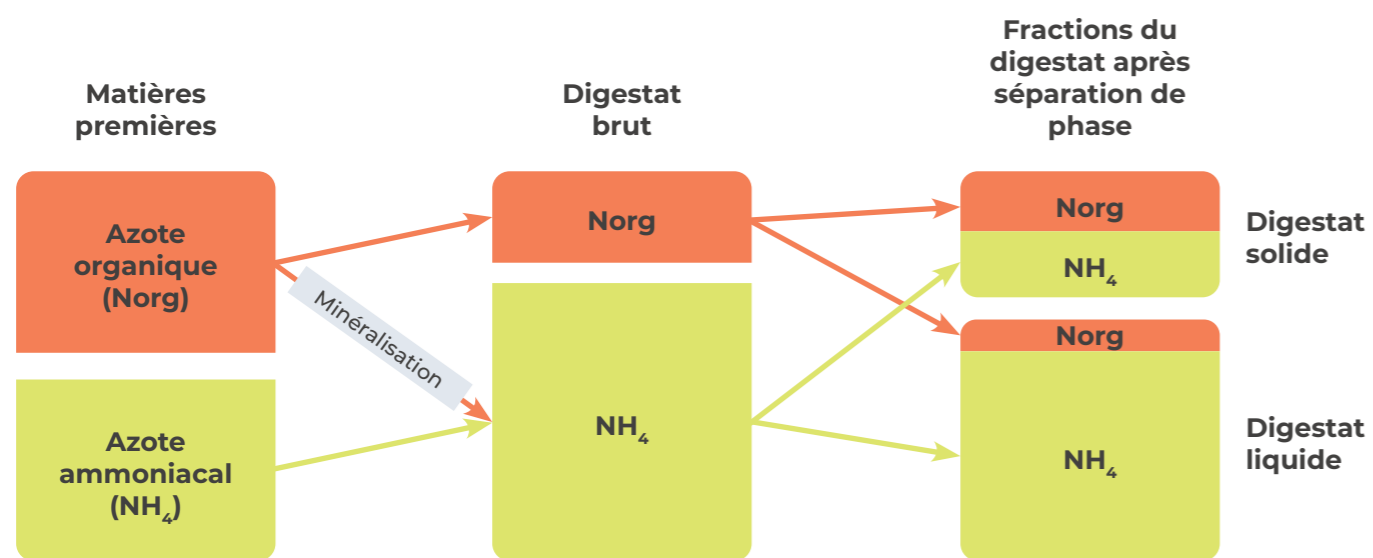 Matières
premières
Azote
organique
(Norg)
Azote
ammoniacal
(NH₄)
Minéralisation
Digestat
brut
Norg
NH₄
Fractions du
digestat après
séparation de
phase
Norg
NH₄
Digestat
solide
Norg
NH₄
Digestat
liquide